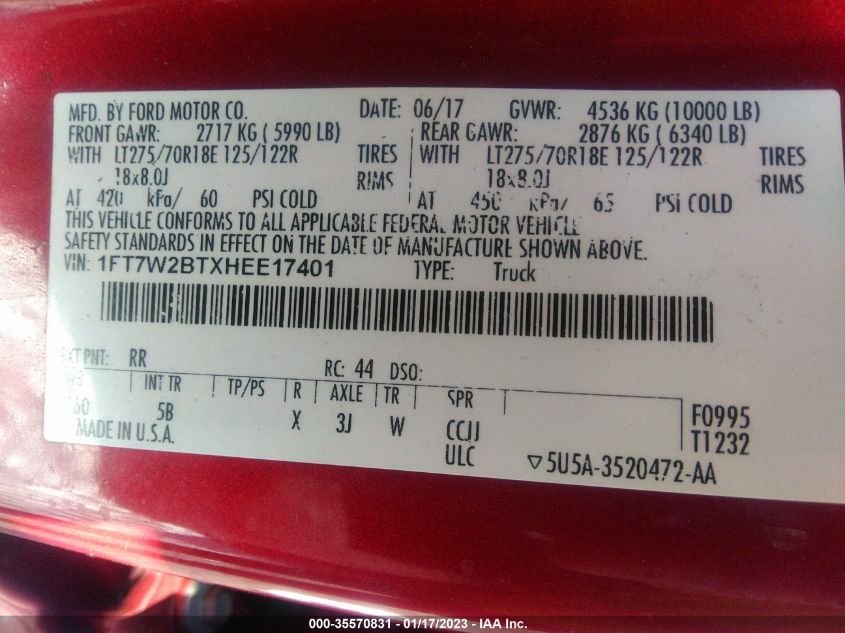 MFD. BY FORD MOTOR CO. DATE: 06/17 GVWR: 4536 KG (10000 LB)
FRONT GAWR: 2717 KG ( 5990 LB) REAR GAWR: 2876 KG ( 6340 LB)
WITH LT275/70R18E 125/122R TIRES WITH LT275/70R18E 125/122R TIRES
18x8.0J RIMS 18x8.0J RIMS
AT 420 kPa/ 60 PSI COLD AT 450 kPa/ 65 PSI COLD
THIS VEHICLE CONFORMS TO ALL APPLICABLE FEDERAL MOTOR VEHICLE
SAFETY STANDARDS IN EFFECT ON THE DATE OF MANUFACTURE SHOWN ABOVE.
VIN: 1FT7W2BTXHEE17401 TYPE: Truck
EXT PNT: RR RC: 44 DSO:
WB INT TR TP/PS R AXLE TR SPR
160 5B X 3J W CCJJ F0995
MADE IN U.S.A. ULC T1232
▽5U5A-3520472-AA
000-35570831 - 01/17/2023 - IAA Inc.